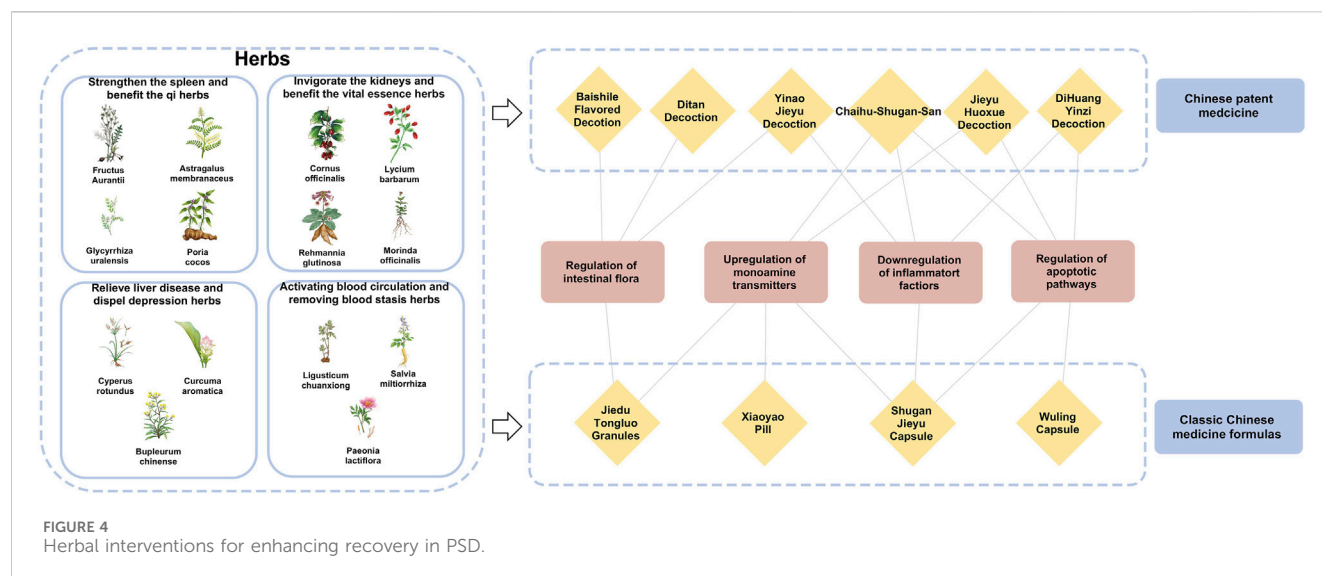 Herbs
Strengthen the spleen and
benefit the qi herbs
Fructus
Aurantii
Astragalus
membranaceus
Glycyrrhiza
uralensis
Poria
cocos
Invigorate the kidneys and
benefit the vital essence herbs
Cornus
officinalis
Lycium
barbarum
Rehmannia
glutinosa
Morinda
officinalis
Relieve liver disease and
dispel depression herbs
Cyperus
rotundus
Curcuma
aromatica
Bupleurum
chinense
Activating blood circulation and
removing blood stasis herbs
Ligusticum
chuanxiong
Salvia
miltiorrhiza
Paeonia
lactiflora
Baishile
Flavored
Decotion
Ditan
Decoction
Yinao
Jieyu
Decoction
Chaihu-Shugan-San
Jieyu
Huoxue
Decoction
DiHuang
Yinzi
Decoction
Chinese patent
medcicine
Regulation of
intestinal flora
Upregulation of
monoamine
transmitters
Downregulation
of inflammatort
factiors
Regulation of
apoptotic
pathways
Jiedu
Tongluo
Granules
Xiaoyao
Pill
Shugan
Jieyu
Capsule
Wuling
Capsule
Classic Chinese
medicine formulas
FIGURE 4
Herbal interventions for enhancing recovery in PSD.